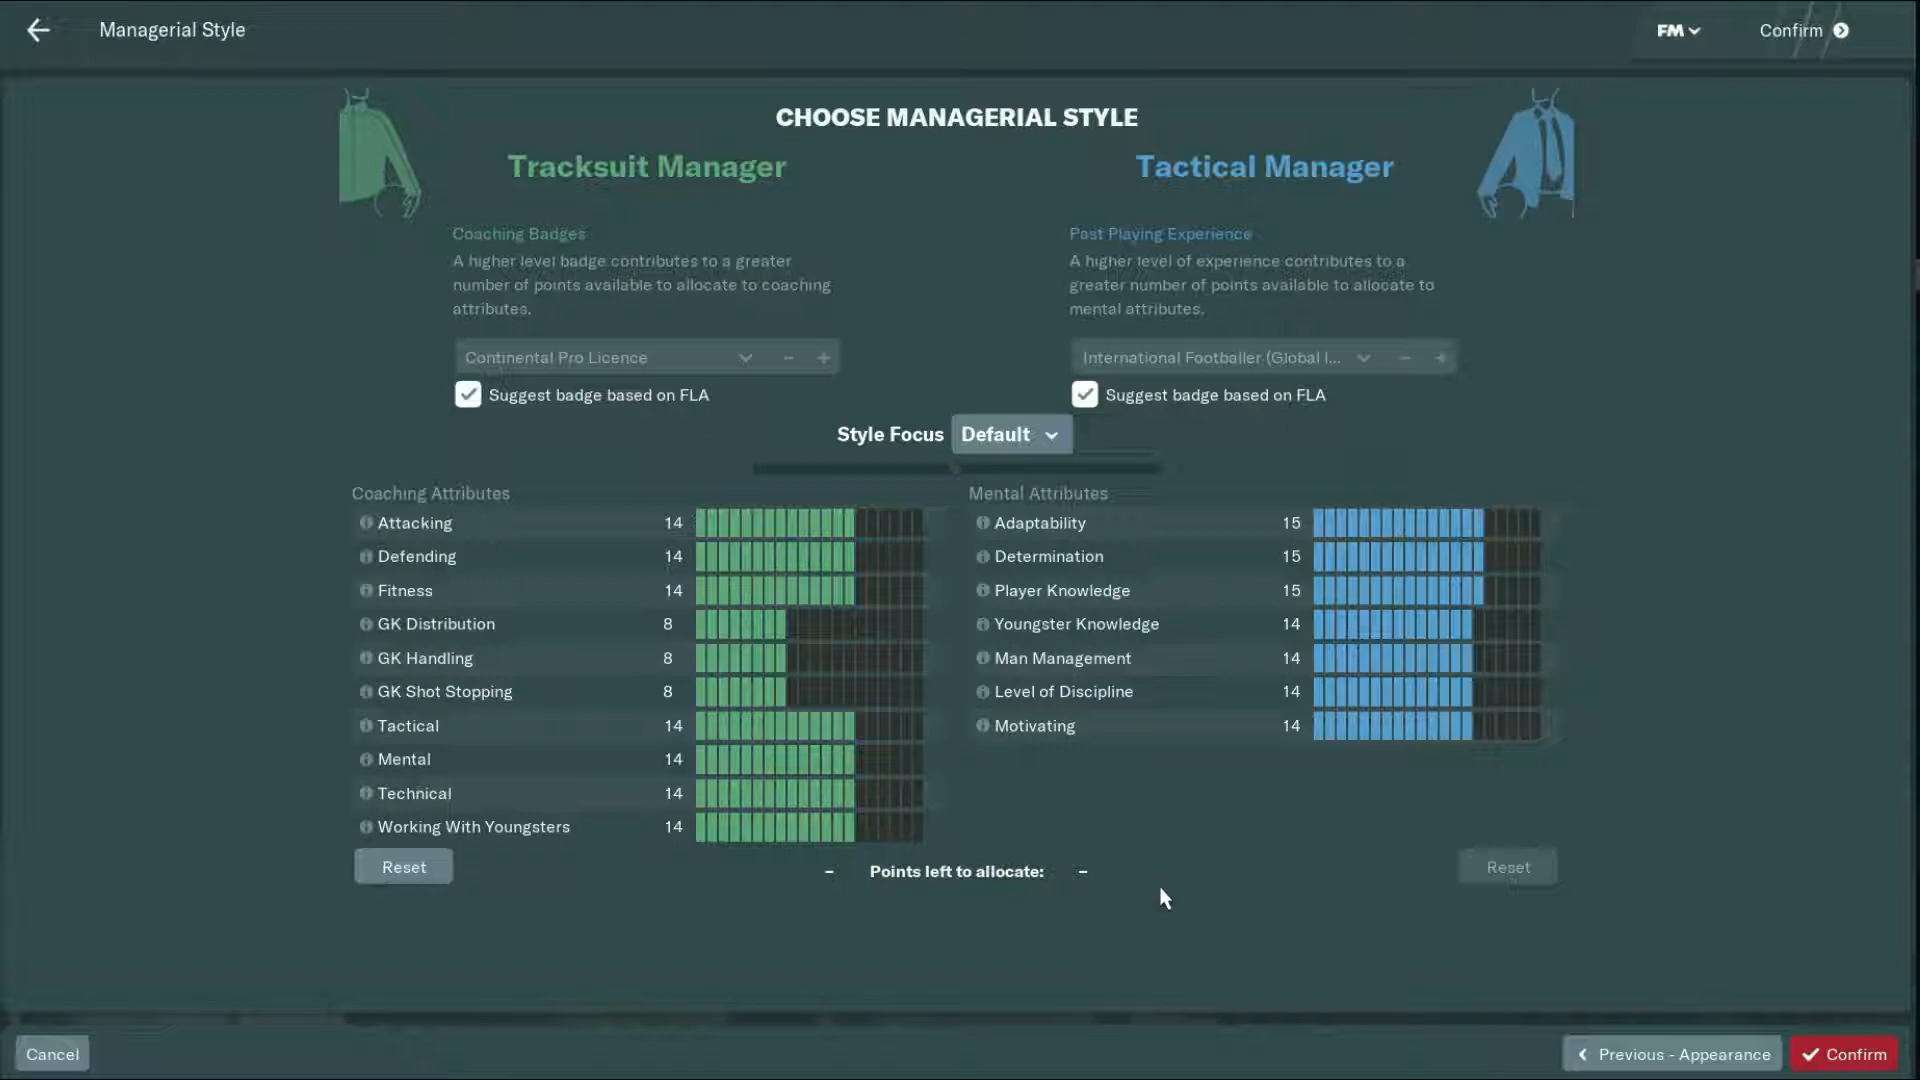 Managerial Style
FM
Confirm
CHOOSE MANAGERIAL STYLE
Tracksuit Manager
Tactical Manager
Coaching Badges
A higher level badge contributes to a greater
number of points available to allocate to coaching
attributes.
Past Playing Experience
A higher level of experience contributes to a
greater number of points available to allocate to
mental attributes.
Continental Pro Licence
International Footballer (Global I...
Suggest badge based on FLA
Suggest badge based on FLA
Style Focus Default
Coaching Attributes
Attacking 14
Defending 14
Fitness 14
GK Distribution 8
GK Handling 8
GK Shot Stopping 8
Tactical 14
Mental 14
Technical 14
Working With Youngsters 14
Mental Attributes
Adaptability 15
Determination 15
Player Knowledge 15
Youngster Knowledge 14
Man Management 14
Level of Discipline 14
Motivating 14
Reset
- Points left to allocate: -
Reset
Cancel
Previous - Appearance
Confirm